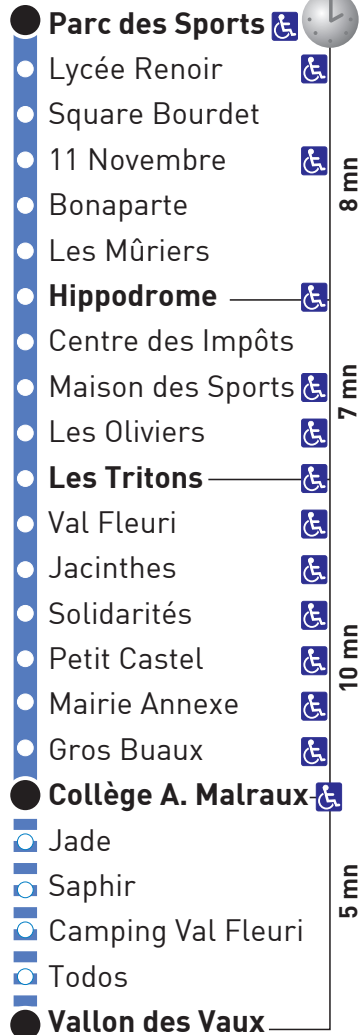 Parc des Sports
Lycée Renoir
Square Bourdet
11 Novembre
Bonaparte
Les Mûriers
8 mn
Hippodrome
Centre des Impôts
Maison des Sports
Les Oliviers
7 mn
Les Tritons
Val Fleuri
Jacinthes
Solidarités
Petit Castel
Mairie Annexe
Gros Buaux
10 mn
Collège A. Malraux
Jade
Saphir
Camping Val Fleuri
Todos
5 mn
Vallon des Vaux